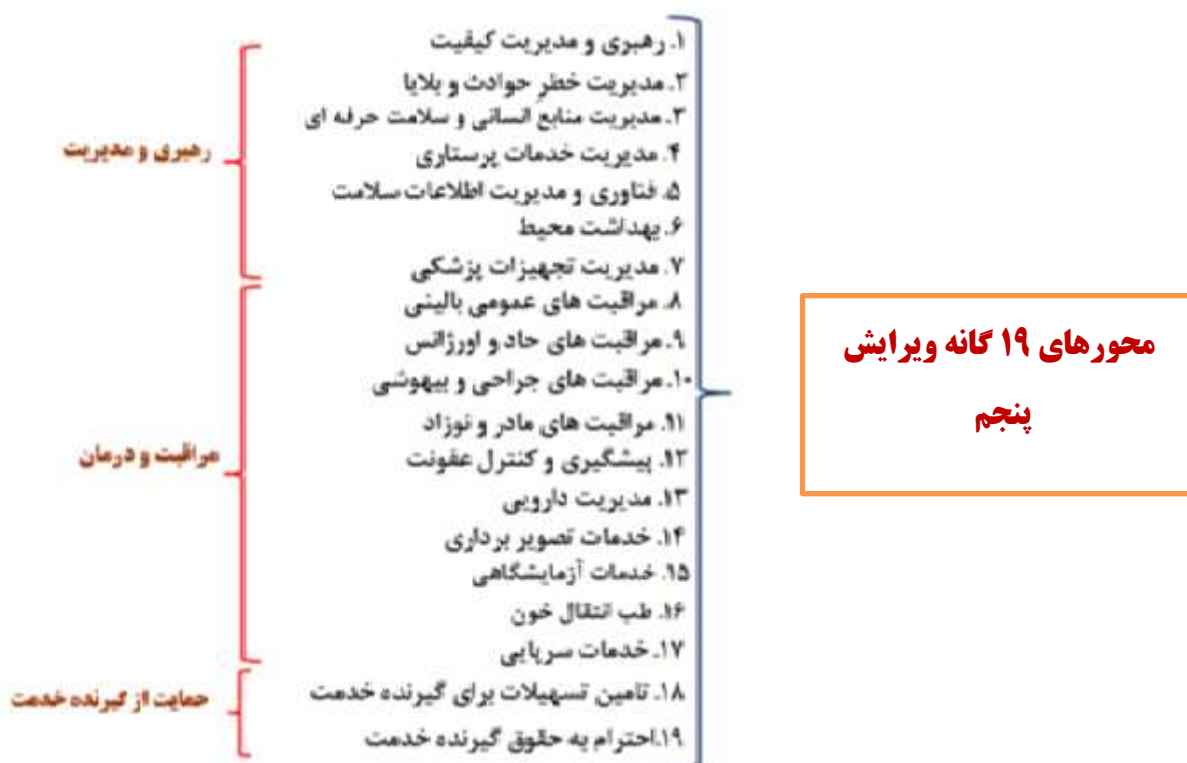 محورهای ۱۹ گانه ویرایش
پنجم
۱. رهبری و مدیریت کیفیت
۲. مدیریت خطر حوادث و بلایا
۳. مدیریت منابع انسانی و سلامت حرفه ای
۴. مدیریت خدمات پرستاری
۵. فناوری و مدیریت اطلاعات سلامت
۶. بهداشت محیط
۷. مدیریت تجهیزات پزشکی
۸. مراقبت های عمومی بالینی
۹. مراقبت های حاد و اورژانس
۱۰. مراقبت های جراحی و بیهوشی
۱۱. مراقبت های مادر و نوزاد
۱۲. پیشگیری و کنترل عفونت
۱۳. مدیریت دارویی
۱۴. خدمات تصویر برداری
۱۵. خدمات آزمایشگاهی
۱۶. طب انتقال خون
۱۷. خدمات سرپایی
۱۸. تامین تسهیلات برای گیرنده خدمت
۱۹.احترام به حقوق گیرنده خدمت
رهبری و مدیریت
مراقبت و درمان
حمایت از گیرنده خدمت